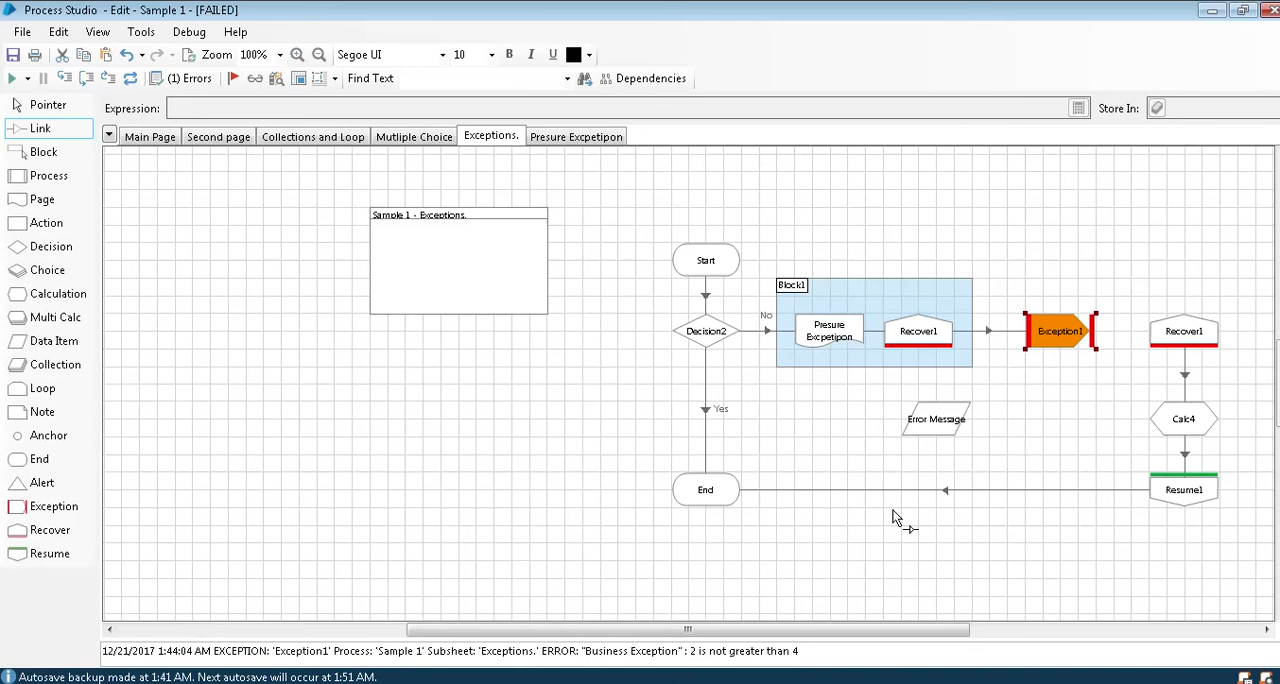 Process Studio - Edit - Sample 1 - [FAILED]
File Edit View Tools Debug Help
Zoom 100% Segoe UI 10 B I U
(1) Errors Find Text Dependencies
Expression: Store In:
Pointer
Link
Block
Process
Page
Action
Decision
Choice
Calculation
Multi Calc
Data Item
Collection
Loop
Note
Anchor
End
Alert
Exception
Recover
Resume
Main Page Second page Collections and Loop Mutliple Choice Exceptions. Presure Excpetipon
Sample 1 - Exceptions.
Start
Block1
No
Decision2
Presure
Excpetipon
Recover1
Exception1
Recover1
Yes
Error Message
Calc4
End
Resume1
12/21/2017 1:44:04 AM EXCEPTION: 'Exception1' Process: 'Sample 1' Subsheet: 'Exceptions.' ERROR: "Business Exception" : 2 is not greater than 4
Autosave backup made at 1:41 AM. Next autosave will occur at 1:51 AM.